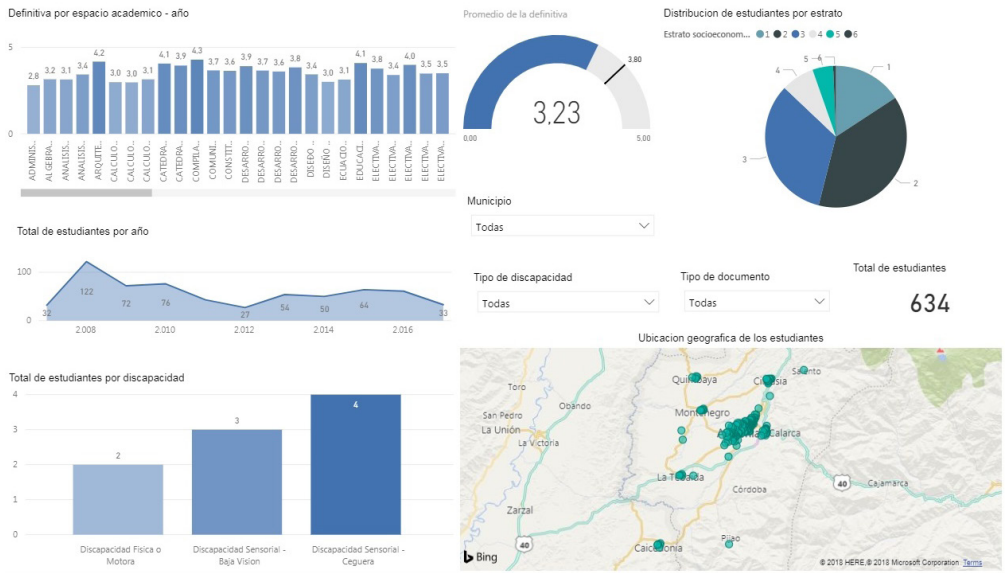 Definitiva por espacio academico - año
5
0
2.8
3.2
3.1
3.4
4.2
3.0
3.0
3.1
4.1
3.9
4.3
3.7
3.6
3.9
3.7
3.6
3.8
3.4
3.0
3.1
4.1
3.8
3.4
4.0
3.5
3.5
ADMINIS...
ALGEBRA...
ANALISIS...
ANALISIS...
ARQUITE...
CALCULO...
CALCULO...
CALCULO...
CATEDRA...
CATEDRA...
COMPILA...
COMUNI...
CONSTIT...
DESARRO...
DESARRO...
DESARRO...
DESARRO...
DISEÐO ...
DISEÑO ...
ECUACIO...
EDUCACI...
ELECTIVA...
ELECTIVA...
ELECTIVA...
ELECTIVA...
ELECTIVA...
Promedio de la definitiva
3.80
3,23
0,00
5,00
Distribucion de estudiantes por estrato
Estrato socioeconom... 1 2 3 4 5 6
1
2
3
4
5
6
Municipio
Todas
Total de estudiantes por año
100
0
32
122
72
76
27
54
50
64
33
2.008
2.010
2.012
2.014
2.016
Tipo de discapacidad
Todas
Tipo de documento
Todas
Total de estudiantes
634
Total de estudiantes por discapacidad
4
3
2
1
0
2
3
4
Discapacidad Fisica o
Motora
Discapacidad Sensorial -
Baja Vision
Discapacidad Sensorial -
Ceguera
Ubicacion geografica de los estudiantes
Toro
Obando
San Pedro
La Unión
La Victoria
Zarzal
40
Quimbaya
Circasia
Salento
Montenegro
Armenia
Calarca
La Tebaida
Córdoba
40
Cajamarca
Caicedonia
Pijao
Bing
© 2018 HERE,© 2018 Microsoft Corporation Terms